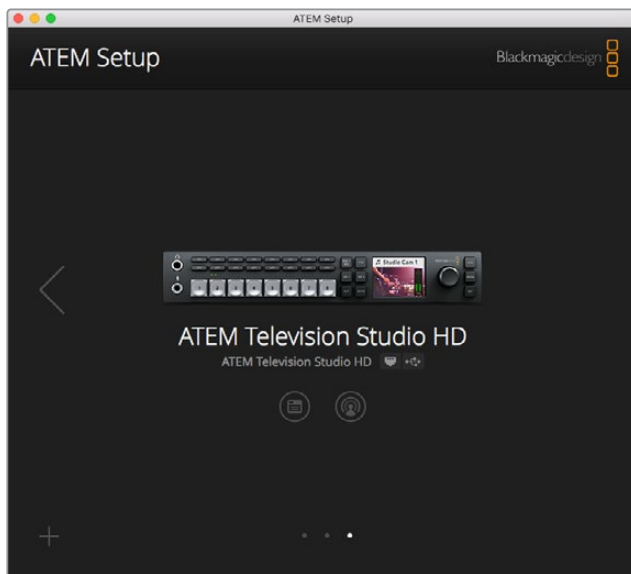 ATEM Setup
ATEM Setup
Blackmagicdesign
Studio Cam 1
ATEM Television Studio HD
ATEM Television Studio HD